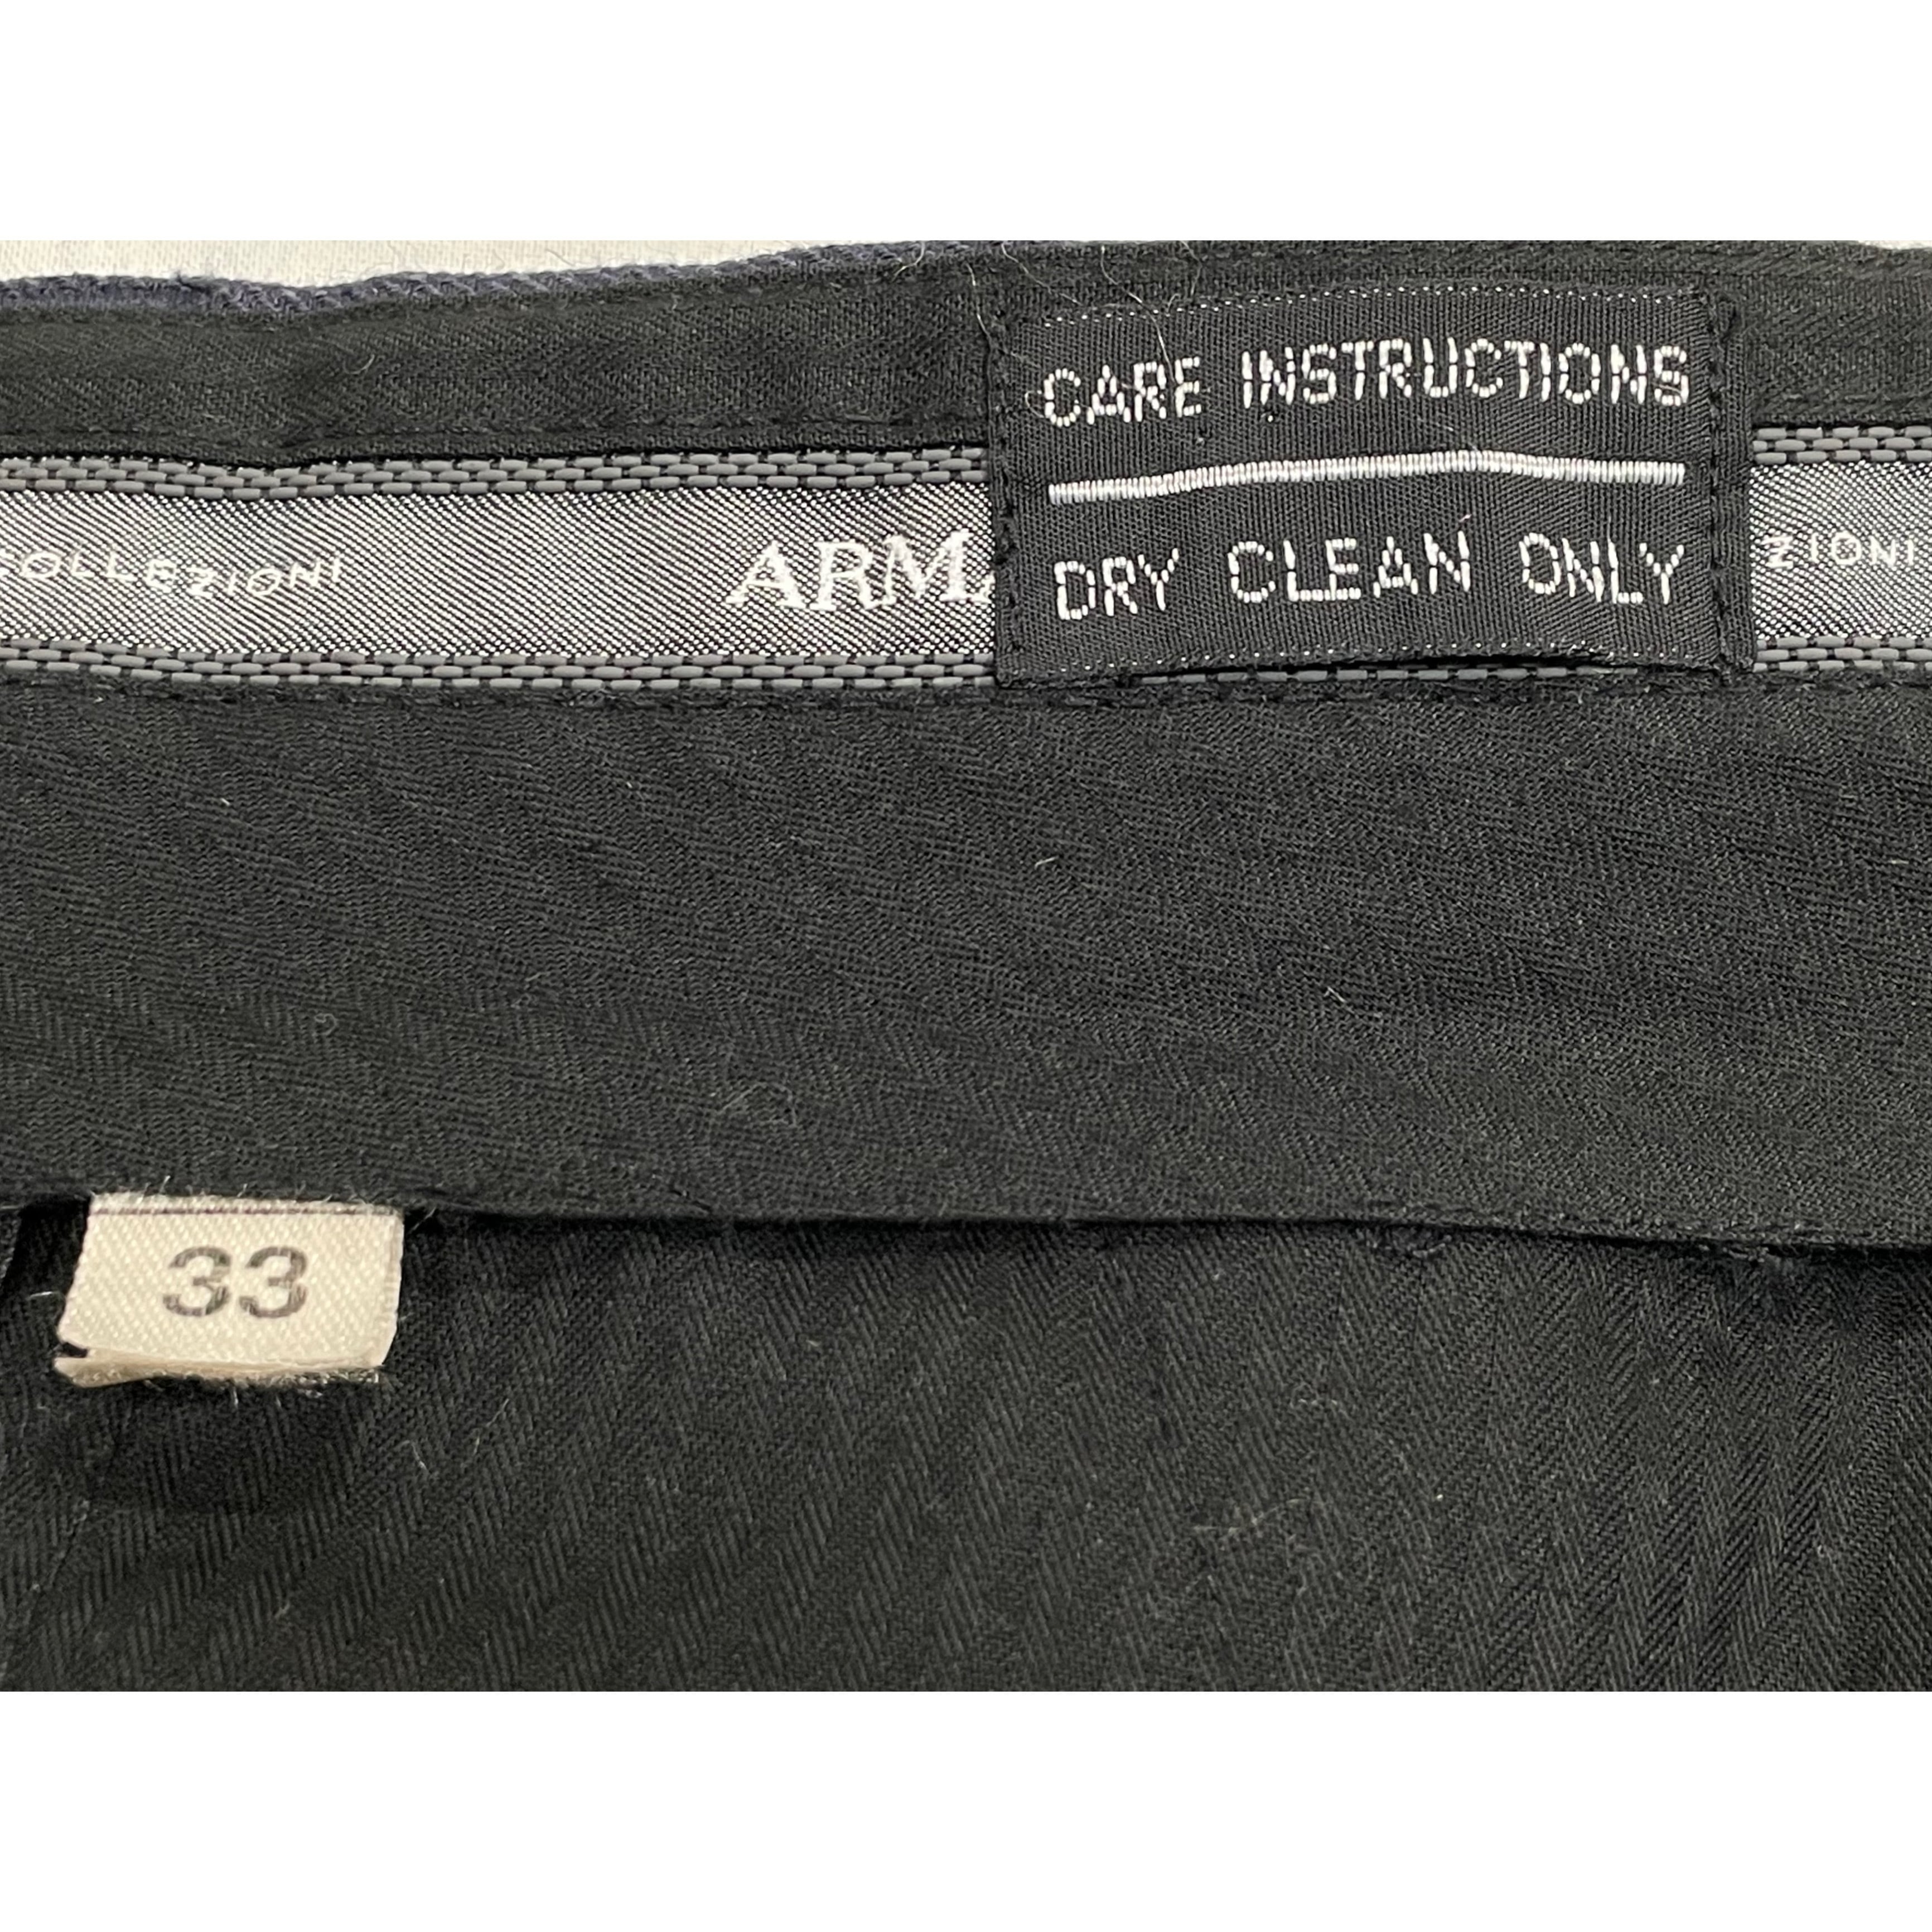 CARE INSTRUCTIONS
OLLEZIONI ARM ZIONI
DRY CLEAN ONLY
33